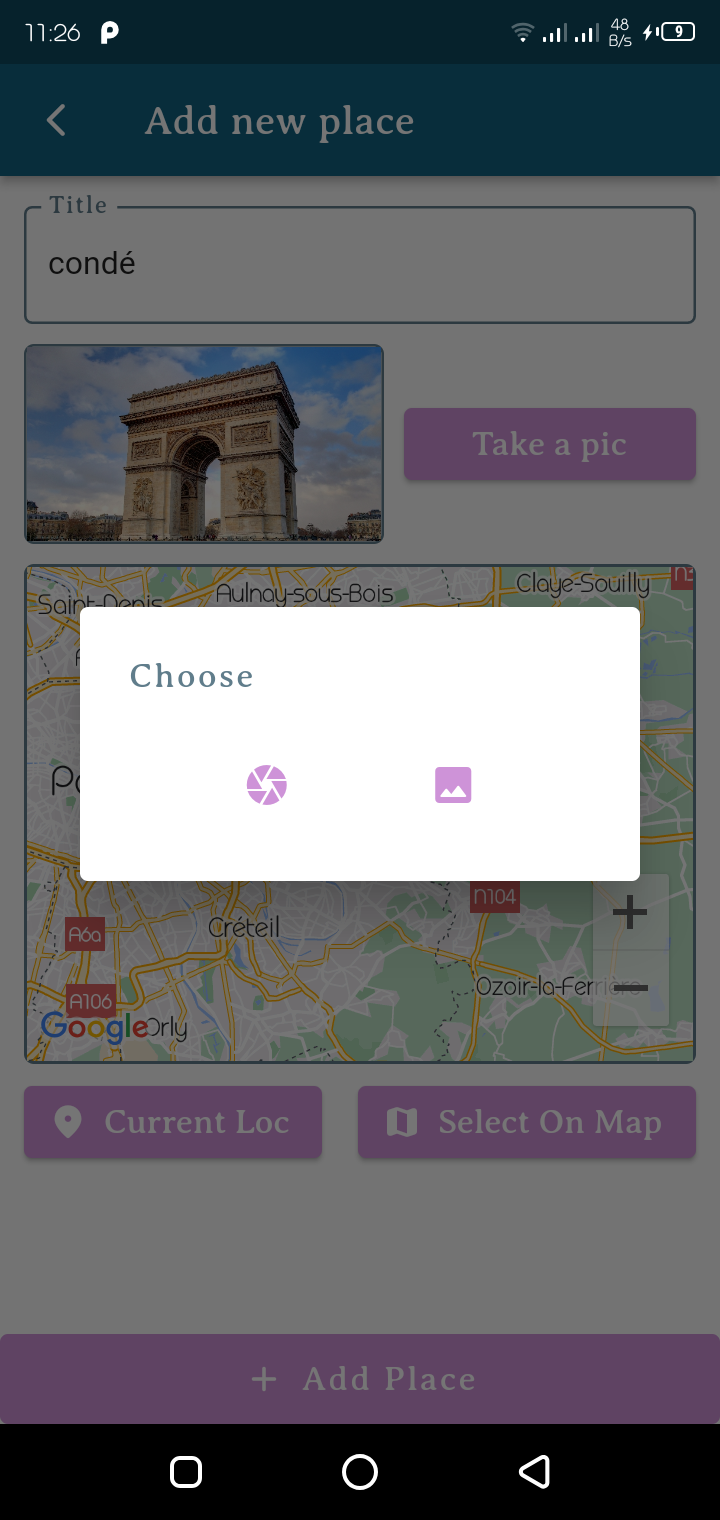 11:26
48
B/s
9
Add new place
Title
condé
Take a pic
Claye-Souilly
Aulnay-sous-Bois
Saint-Denis
Choose
N104
Créteil
A6a
Ozoir-la-Ferrière
A106
Google
Orly
Current Loc
Select On Map
Add Place